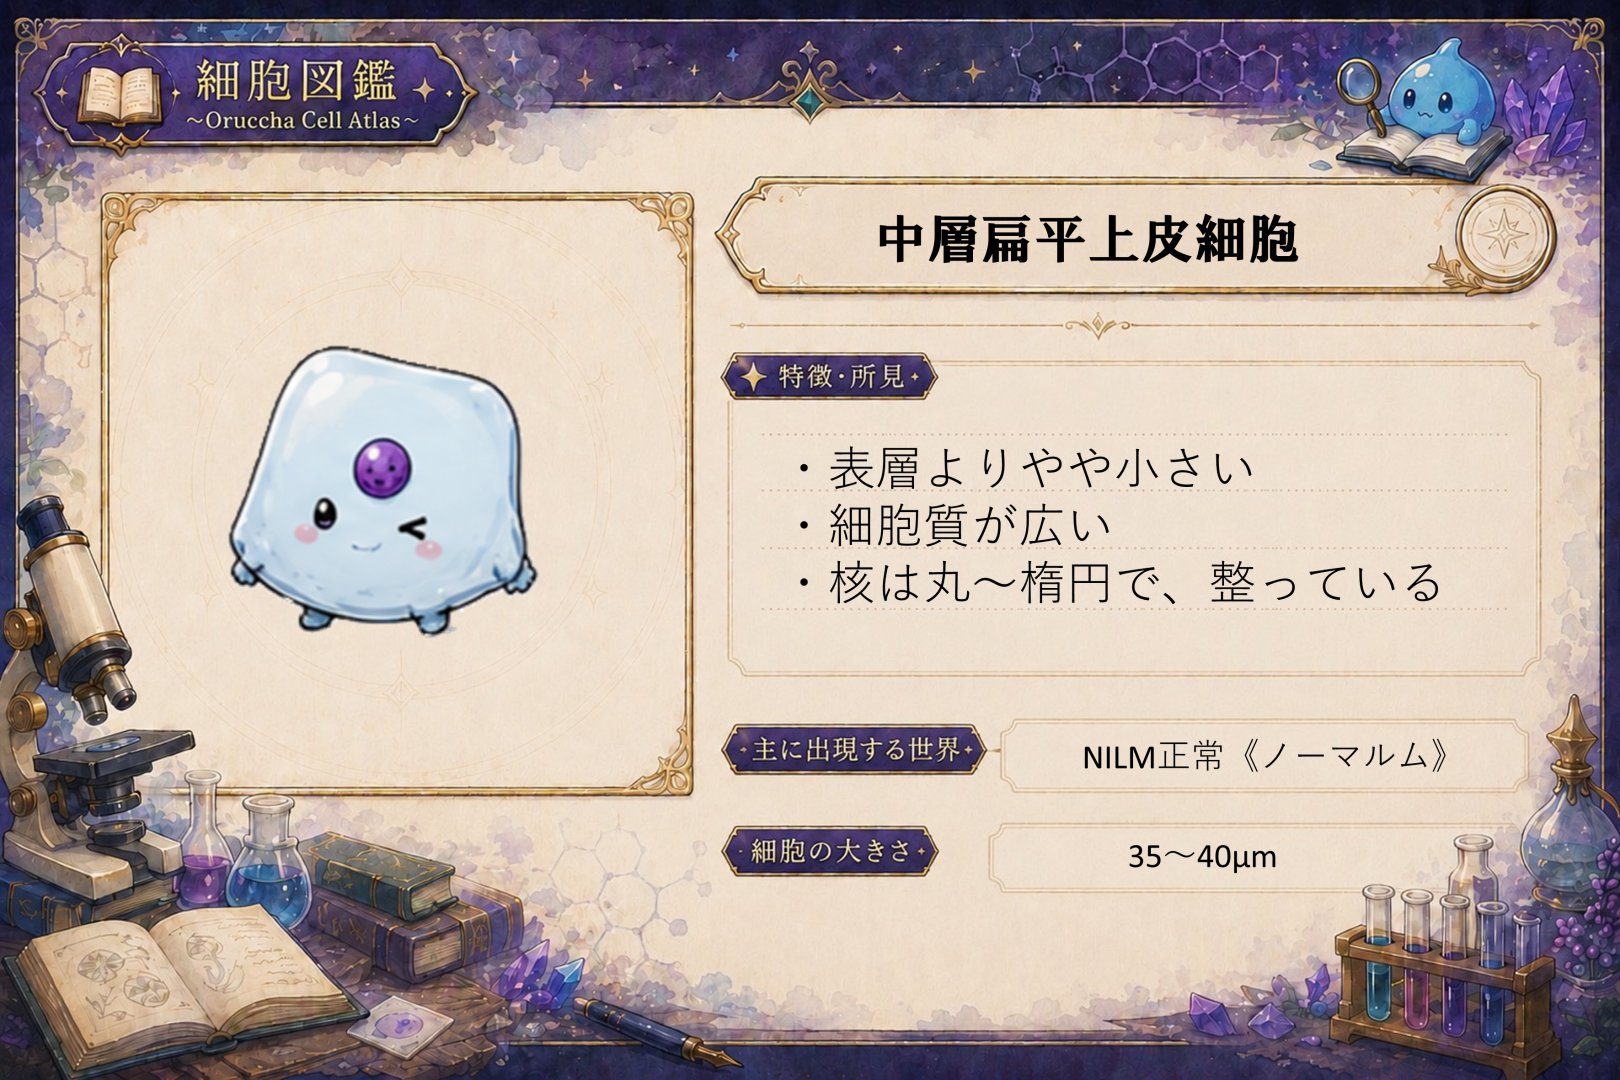 細胞図鑑
~Oruccha Cell Atlas~
中層扁平上皮細胞
特徴・所見
・表層よりやや小さい
・細胞質が広い
・核は丸～楕円で、整っている
主に出現する世界
NILM正常《ノーマルム》
細胞の大きさ
35～40μm